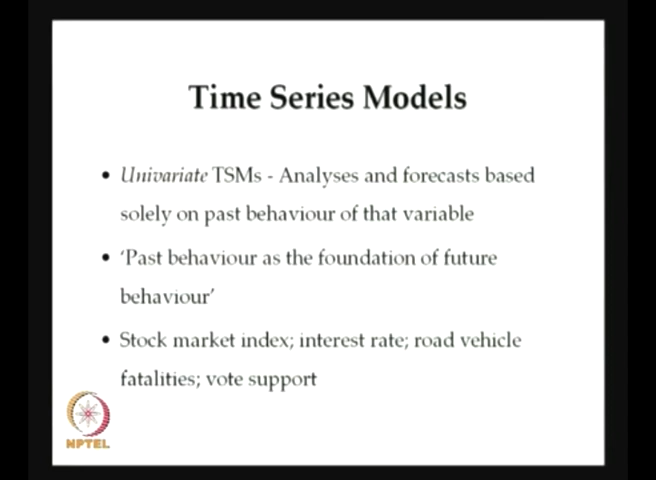 Time Series Models
• Univariate TSMs - Analyses and forecasts based
solely on past behaviour of that variable
• ‘Past behaviour as the foundation of future
behaviour’
• Stock market index; interest rate; road vehicle
fatalities; vote support
NPTEL